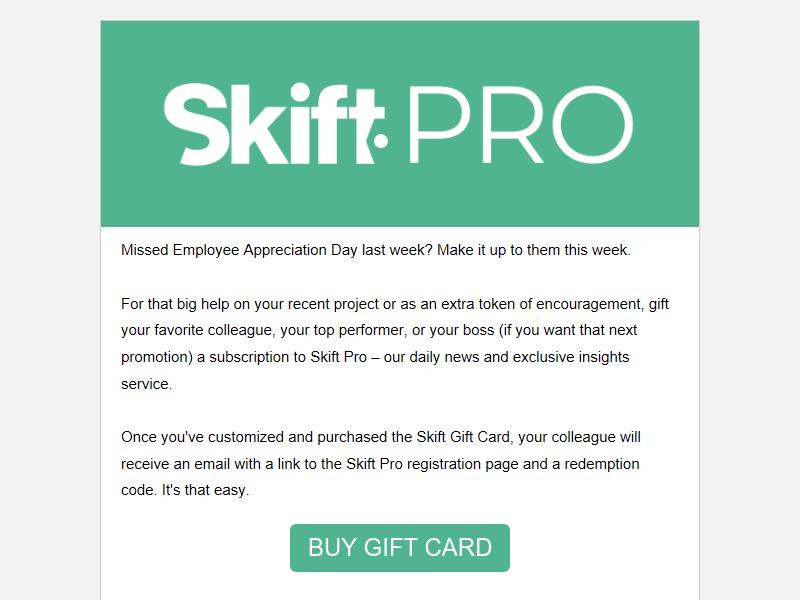 Skift. PRO
Missed Employee Appreciation Day last week? Make it up to them this week.
For that big help on your recent project or as an extra token of encouragement, gift
your favorite colleague, your top performer, or your boss (if you want that next
promotion) a subscription to Skift Pro – our daily news and exclusive insights
service.
Once you've customized and purchased the Skift Gift Card, your colleague will
receive an email with a link to the Skift Pro registration page and a redemption
code. It's that easy.
BUY GIFT CARD